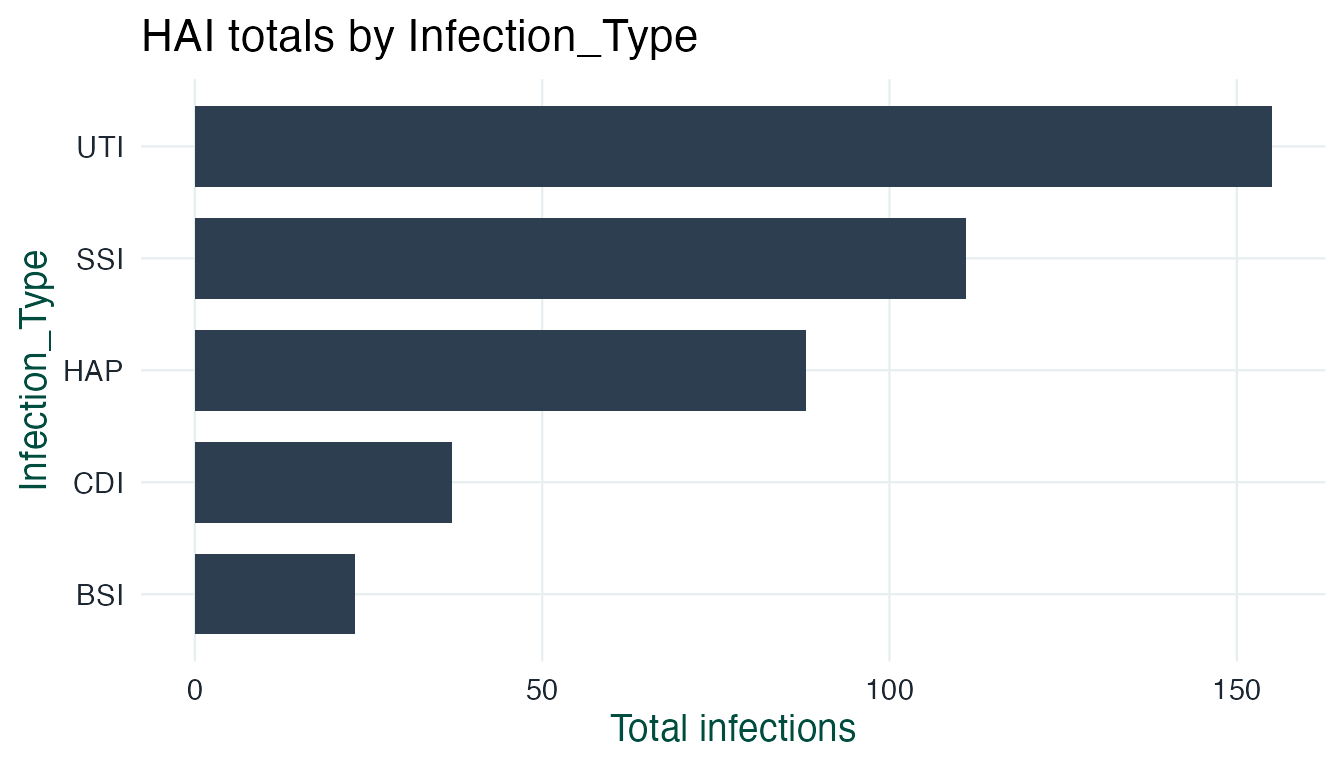 HAI totals by Infection_Type
Infection_Type
UTI
SSI
HAP
CDI
BSI
0 50 100 150
Total infections